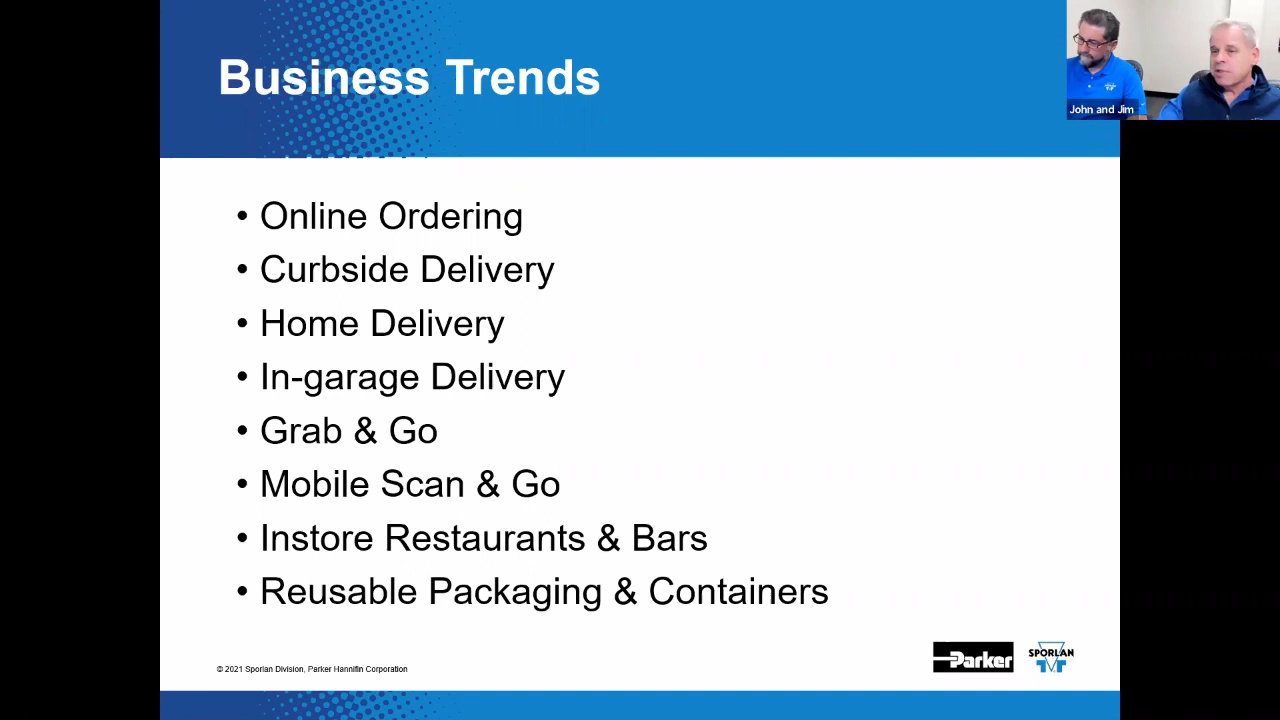 Business Trends
John and Jim
• Online Ordering
• Curbside Delivery
• Home Delivery
• In-garage Delivery
• Grab & Go
• Mobile Scan & Go
• Instore Restaurants & Bars
• Reusable Packaging & Containers
© 2021 Sporlan Division, Parker Hannifin Corporation
Parker
SPORLAN